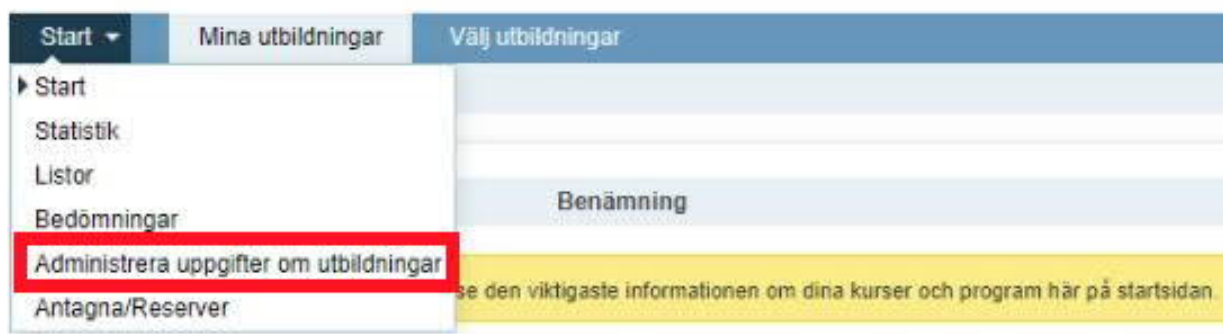 Start
Mina utbildningar
Välj utbildningar
Start
Statistik
Listor
Benämning
Bedömningar
Administrera uppgifter om utbildningar
se den viktigaste informationen om dina kurser och program här på startsidan.
Antagna/Reserver